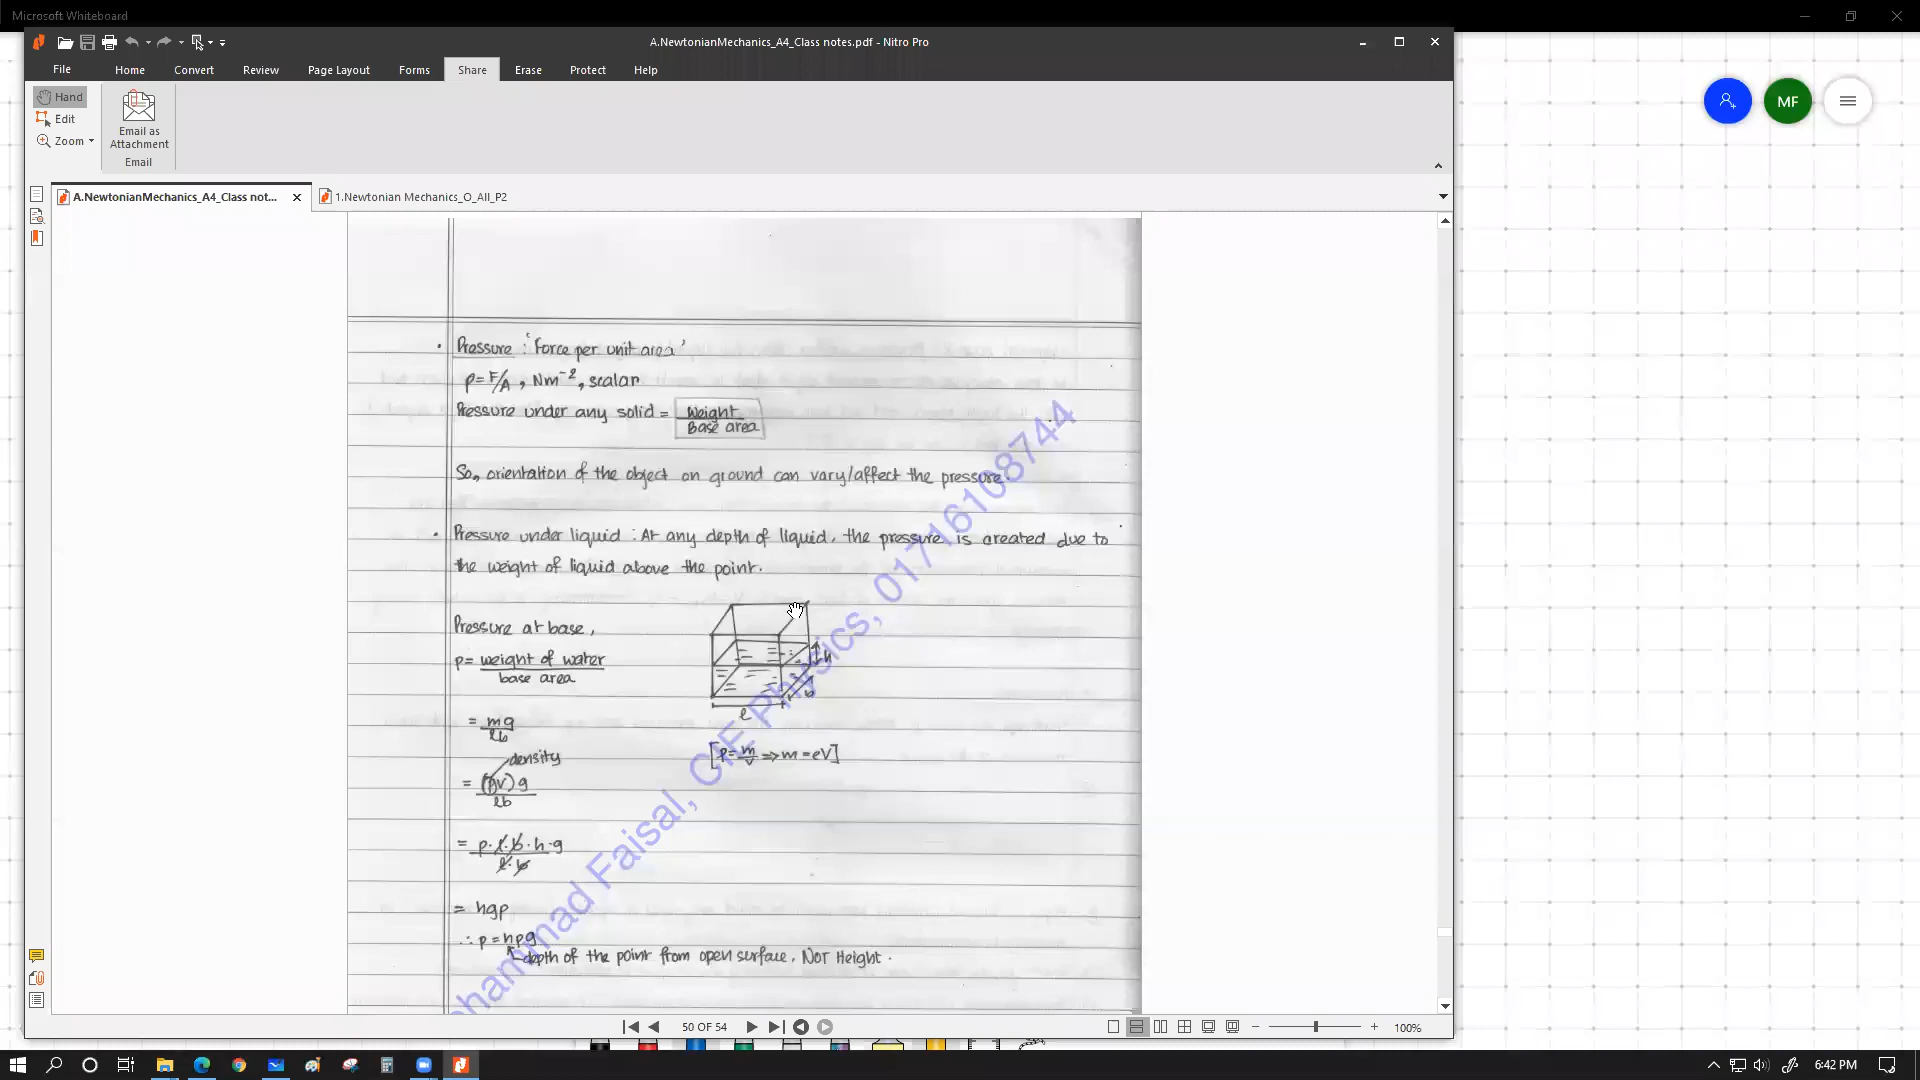 Microsoft Whiteboard
A.NewtonianMechanics_A4_Class notes.pdf - Nitro Pro
File Home Convert Review Page Layout Forms Share Erase Protect Help
Hand
Edit
Zoom
Email as
Attachment
Email
MF
A.NewtonianMechanics_A4_Class not...
1.Newtonian Mechanics_O_All_P2
• Pressure : 'Force per unit area'
P = F/A , Nm⁻², scalar
Pressure under any solid = Weight / Base area
So, orientation of the object on ground can vary/affect the pressure.
• Pressure under liquid : At any depth of liquid, the pressure is created due to
the weight of liquid above the point.
Pressure at base,
P = weight of water / base area
h
b
l
= mg / lb
[ρ = m/v ⇒ m = ρV]
density
= (ρV)g / lb
= ρ·l·b·h·g / l·b
= hgρ
∴ p = hρg
depth of the point from open surface, NOT Height.
hammad Faisal, GCE Physics, 01716108744
50 OF 54
100%
6:42 PM